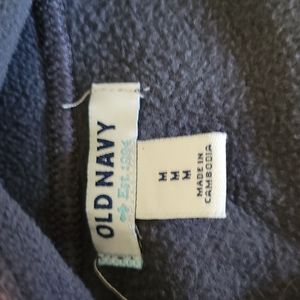 OLD NAVY
Est. 1994
M
M
M
MADE IN
CAMBODIA